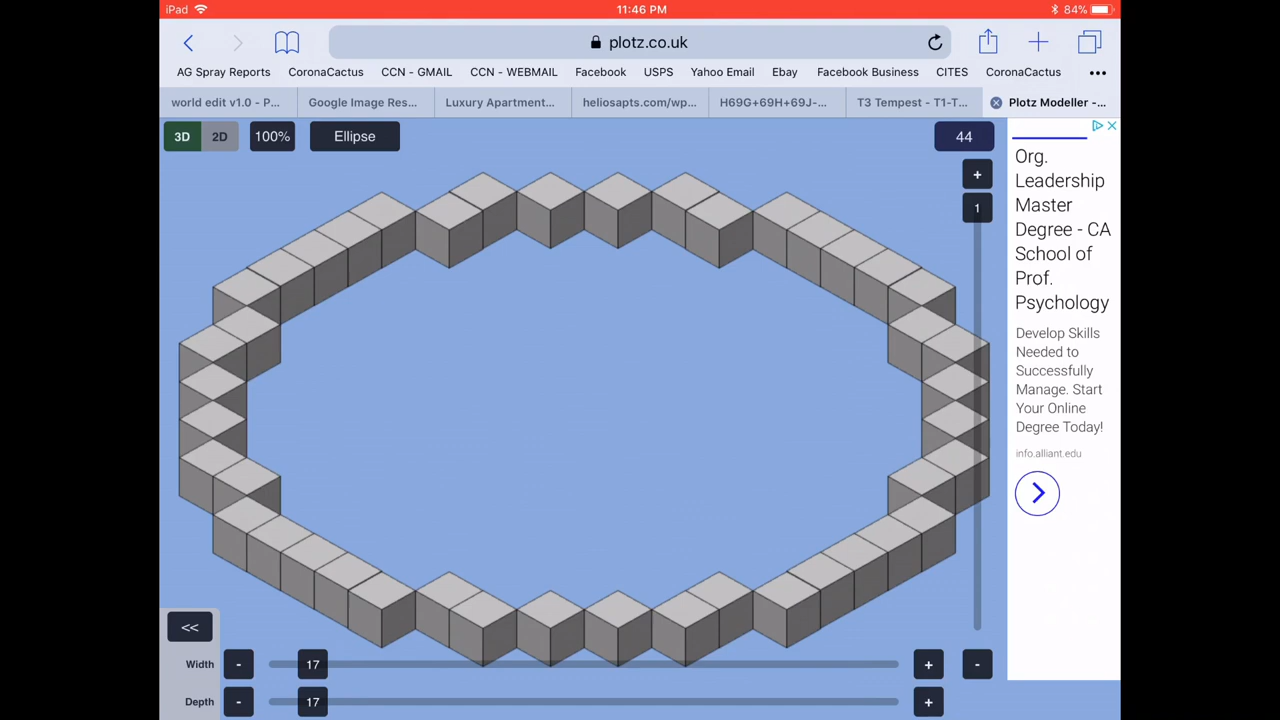 iPad 11:46 PM 84%
plotz.co.uk
AG Spray Reports CoronaCactus CCN - GMAIL CCN - WEBMAIL Facebook USPS Yahoo Email Ebay Facebook Business CITES CoronaCactus •••
world edit v1.0 - P... Google Image Res... Luxury Apartment... heliosapts.com/wp... H69G+69H+69J-... T3 Tempest - T1-T... Plotz Modeller -...
3D 2D 100% Ellipse 44
+
1
Org.
Leadership
Master
Degree - CA
School of
Prof.
Psychology
Develop Skills
Needed to
Successfully
Manage. Start
Your Online
Degree Today!
info.alliant.edu
<<
Width - 17 + -
Depth - 17 +